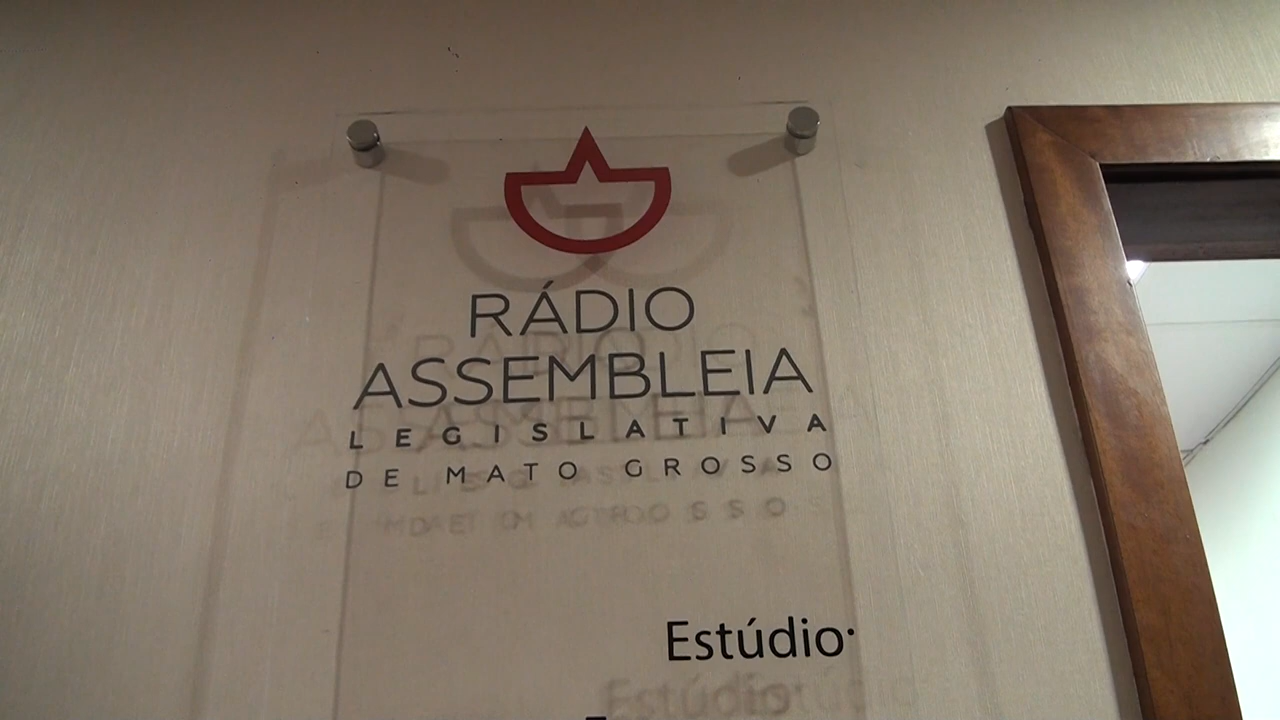 RÁDIO
ASSEMBLEIA
LEGISLATIVA
DE MATO GROSSO
Estúdio